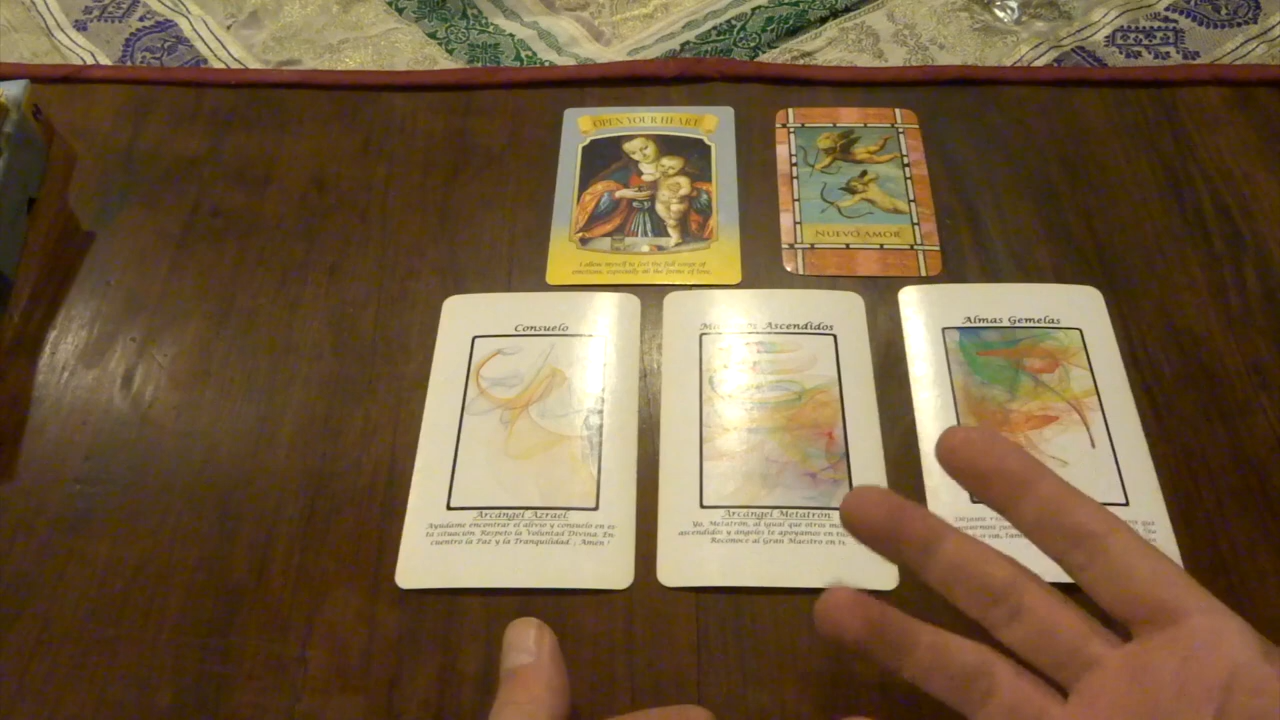 OPEN YOUR HEART
I allow myself to feel the full range of
emotions, especially all the forms of love.
NUEVO AMOR
Consuelo
Arcángel Azrael:
Ayúdame encontrar el alivio y consuelo en es-
ta situación. Respeto la Voluntad Divina. En-
cuentro la Paz y la Tranquilidad. ¡ Amén !
Ascendidos
Arcángel Metatrón:
Yo, Metatrón, al igual que otros
ascendidos y ángeles te apoyamos en
Reconoce al Gran Maestro en
Almas Gemelas